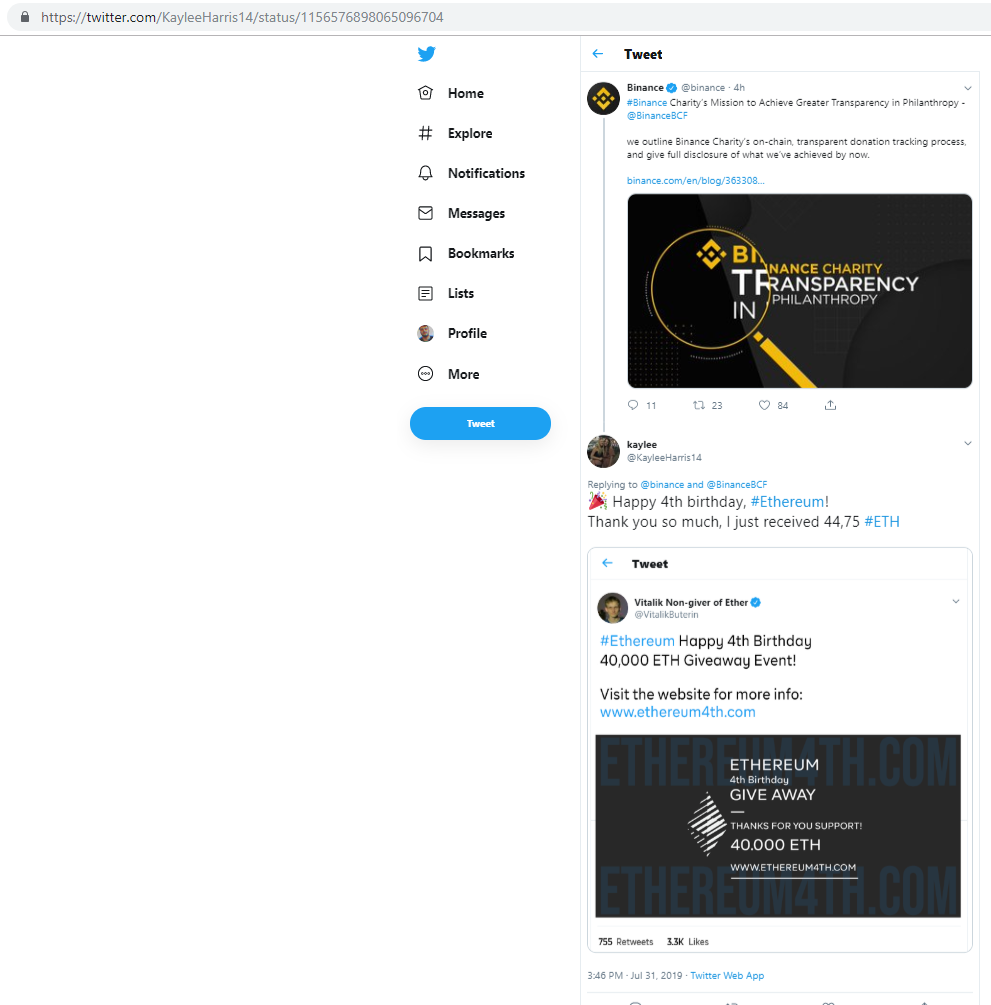 https://twitter.com/KayleeHarris14/status/1156576898065096704
Home
Explore
Notifications
Messages
Bookmarks
Lists
Profile
More
Tweet
Tweet
Binance @binance · 4h
#Binance Charity's Mission to Achieve Greater Transparency in Philanthropy -
@BinanceBCF
we outline Binance Charity's on-chain, transparent donation tracking process,
and give full disclosure of what we've achieved by now.
binance.com/en/blog/363308...
BINANCE CHARITY
TRANSPARENCY
IN PHILANTHROPY
11 23 84
kaylee
@KayleeHarris14
Replying to @binance and @BinanceBCF
🎉 Happy 4th birthday, #Ethereum!
Thank you so much, I just received 44,75 #ETH
Tweet
Vitalik Non-giver of Ether
@VitalikButerin
#Ethereum Happy 4th Birthday
40,000 ETH Giveaway Event!
Visit the website for more info:
www.ethereum4th.com
ETHEREUM4TH.COM
ETHEREUM
4th Birthday
GIVE AWAY
THANKS FOR YOU SUPPORT!
40.000 ETH
WWW.ETHEREUM4TH.COM
ETHEREUM4TH.COM
755 Retweets 3.3K Likes
3:46 PM · Jul 31, 2019 · Twitter Web App